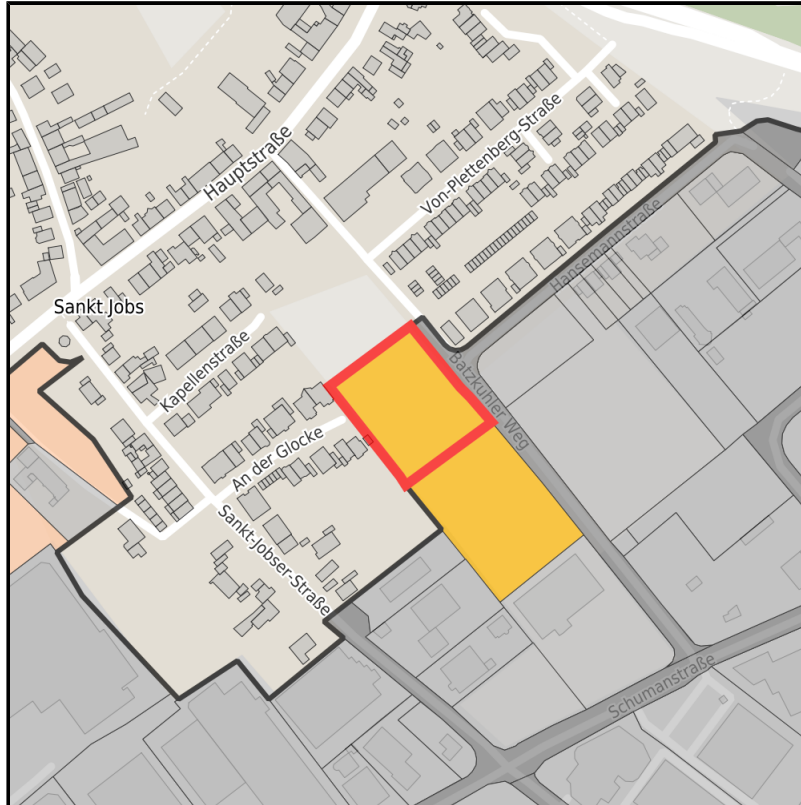 Hauptstraße
Von-Plettenberg-Straße
Hansemannstraße
Sankt Jobs
Kapellenstraße
Batzkuhler Weg
An der Glocke
Sankt-Jobser-Straße
Schumanstraße